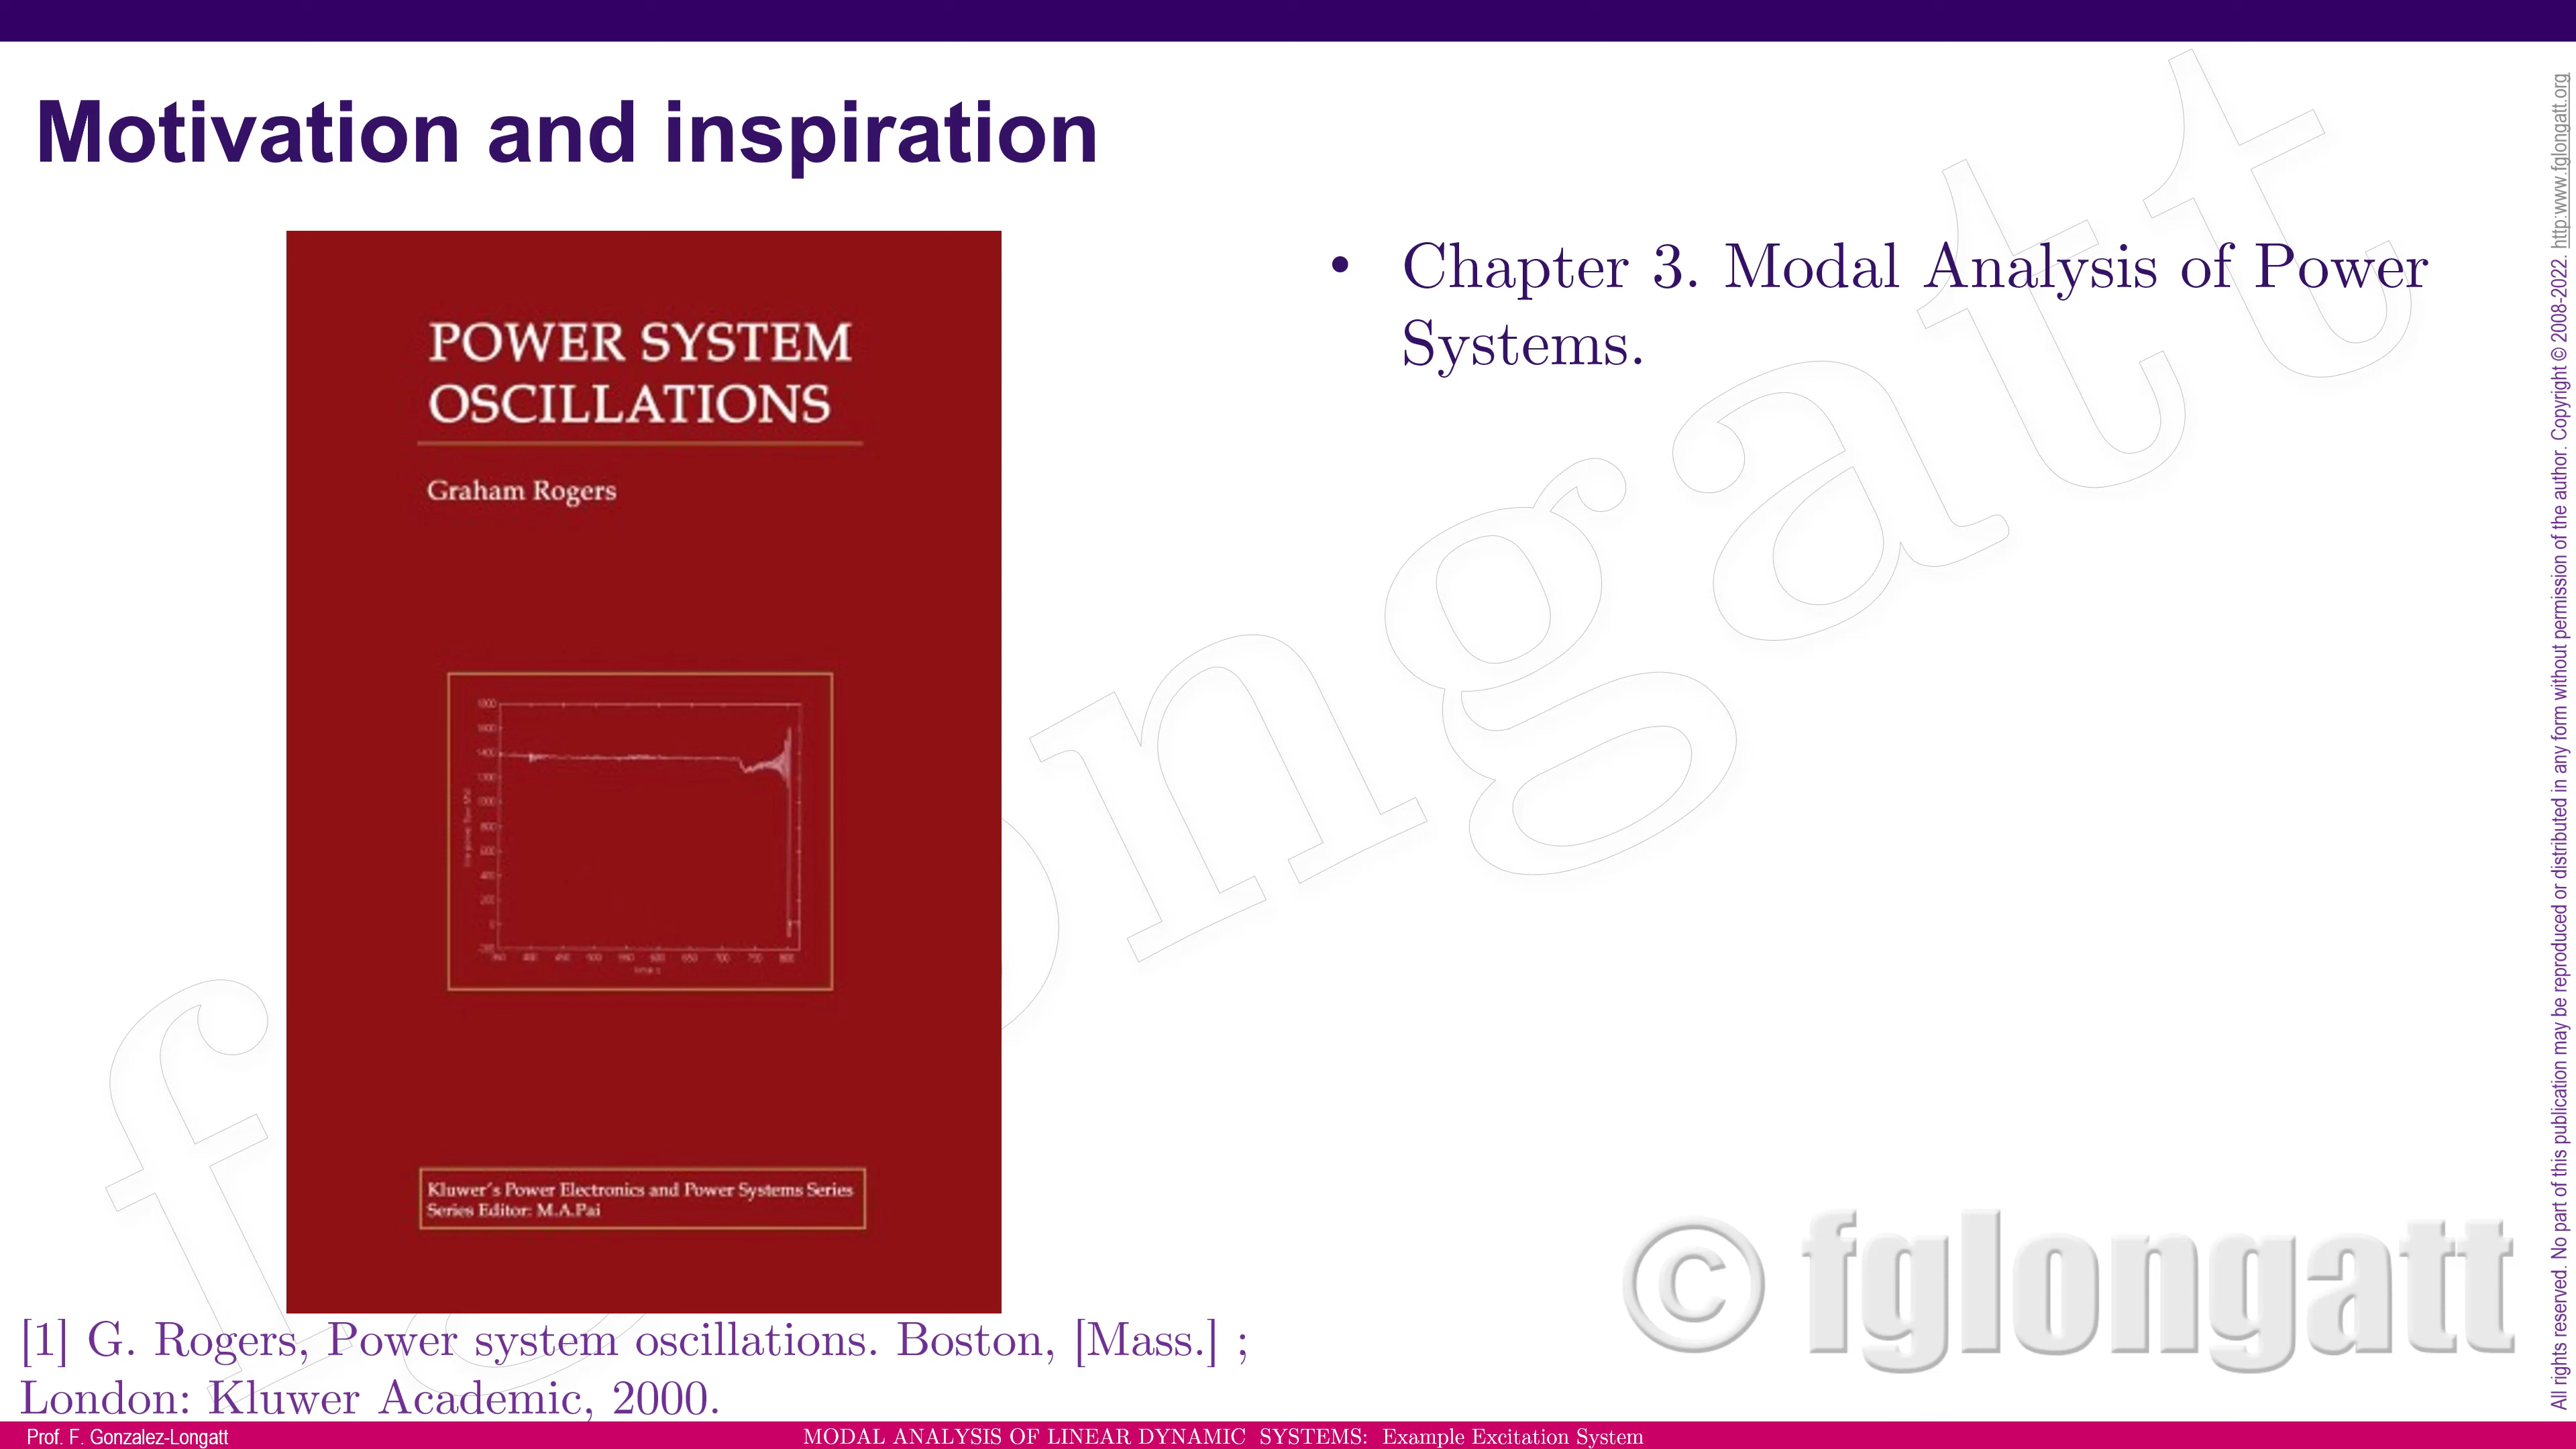 Motivation and inspiration
POWER SYSTEM
OSCILLATIONS
Graham Rogers
Kluwer's Power Electronics and Power Systems Series
Series Editor: M.A.Pai
• Chapter 3. Modal Analysis of Power
Systems.
[1] G. Rogers, Power system oscillations. Boston, [Mass.] ;
London: Kluwer Academic, 2000.
© fglongatt
All rights reserved. No part of this publication may be reproduced or distributed in any form without permission of the author. Copyright © 2008-2022. http:www.fglongatt.org
Prof. F. Gonzalez-Longatt
MODAL ANALYSIS OF LINEAR DYNAMIC SYSTEMS: Example Excitation System